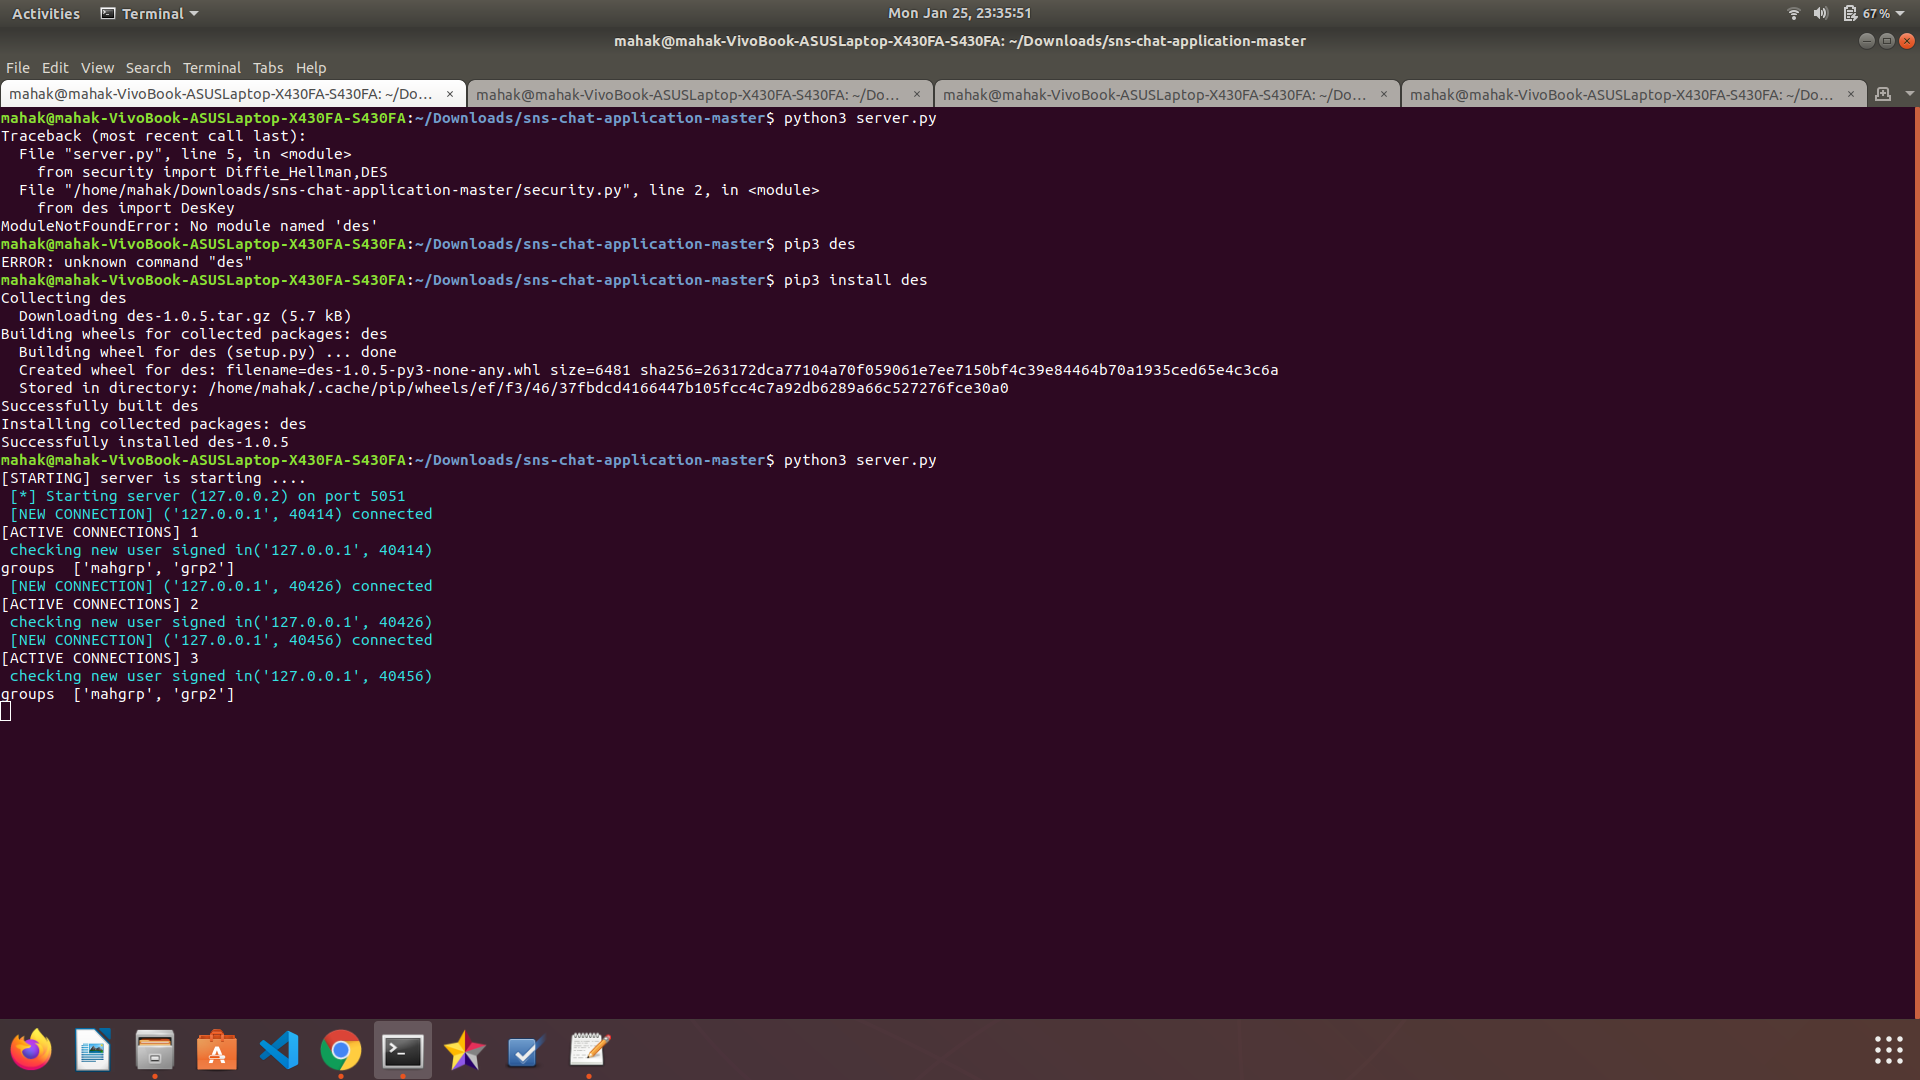 Activities Terminal Mon Jan 25, 23:35:51 67%
mahak@mahak-VivoBook-ASUSLaptop-X430FA-S430FA: ~/Downloads/sns-chat-application-master
File Edit View Search Terminal Tabs Help
mahak@mahak-VivoBook-ASUSLaptop-X430FA-S430FA: ~/Do... × mahak@mahak-VivoBook-ASUSLaptop-X430FA-S430FA: ~/Do... × mahak@mahak-VivoBook-ASUSLaptop-X430FA-S430FA: ~/Do... × mahak@mahak-VivoBook-ASUSLaptop-X430FA-S430FA: ~/Do... ×
mahak@mahak-VivoBook-ASUSLaptop-X430FA-S430FA:~/Downloads/sns-chat-application-master$ python3 server.py
Traceback (most recent call last):
  File "server.py", line 5, in <module>
    from security import Diffie_Hellman,DES
  File "/home/mahak/Downloads/sns-chat-application-master/security.py", line 2, in <module>
    from des import DesKey
ModuleNotFoundError: No module named 'des'
mahak@mahak-VivoBook-ASUSLaptop-X430FA-S430FA:~/Downloads/sns-chat-application-master$ pip3 des
ERROR: unknown command "des"
mahak@mahak-VivoBook-ASUSLaptop-X430FA-S430FA:~/Downloads/sns-chat-application-master$ pip3 install des
Collecting des
  Downloading des-1.0.5.tar.gz (5.7 kB)
Building wheels for collected packages: des
  Building wheel for des (setup.py) ... done
  Created wheel for des: filename=des-1.0.5-py3-none-any.whl size=6481 sha256=263172dca77104a70f059061e7ee7150bf4c39e84464b70a1935ced65e4c3c6a
  Stored in directory: /home/mahak/.cache/pip/wheels/ef/f3/46/37fbdcd4166447b105fcc4c7a92db6289a66c527276fce30a0
Successfully built des
Installing collected packages: des
Successfully installed des-1.0.5
mahak@mahak-VivoBook-ASUSLaptop-X430FA-S430FA:~/Downloads/sns-chat-application-master$ python3 server.py
[STARTING] server is starting ....
 [*] Starting server (127.0.0.2) on port 5051
 [NEW CONNECTION] ('127.0.0.1', 40414) connected
[ACTIVE CONNECTIONS] 1
 checking new user signed in('127.0.0.1', 40414)
groups  ['mahgrp', 'grp2']
 [NEW CONNECTION] ('127.0.0.1', 40426) connected
[ACTIVE CONNECTIONS] 2
 checking new user signed in('127.0.0.1', 40426)
 [NEW CONNECTION] ('127.0.0.1', 40456) connected
[ACTIVE CONNECTIONS] 3
 checking new user signed in('127.0.0.1', 40456)
groups  ['mahgrp', 'grp2']